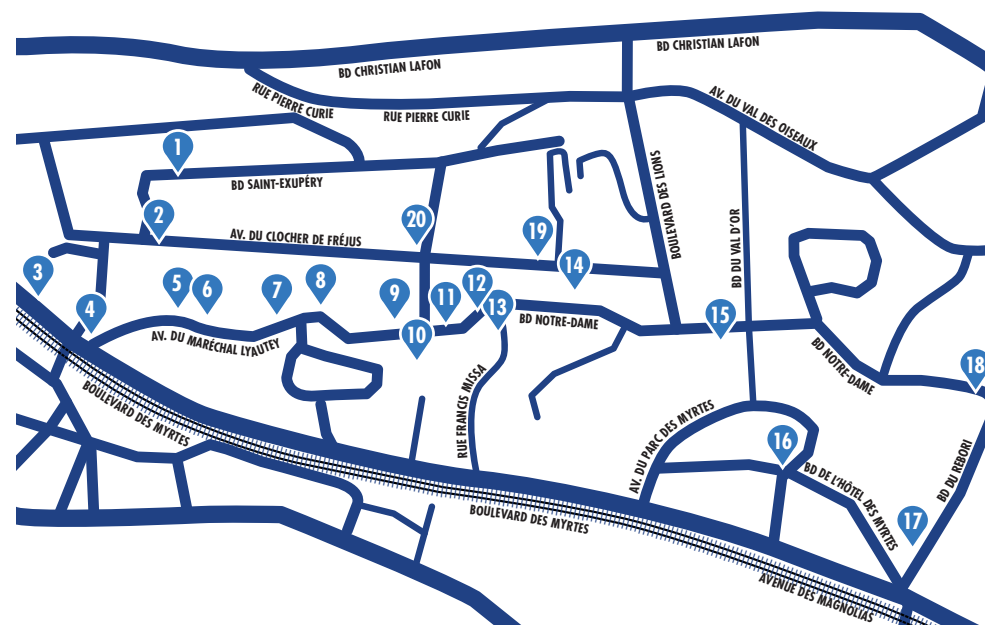 BD CHRISTIAN LAFON
BD CHRISTIAN LAFON
RUE PIERRE CURIE
RUE PIERRE CURIE
AV. DU VAL DES OISEAUX
1
BD SAINT-EXUPÉRY
BOULEVARD DES LIONS
2
AV. DU CLOCHER DE FRÉJUS
20
19
BD DU VAL D'OR
3
4
5
6
7
8
9
10
11
12
13
14
AV. DU MARÉCHAL LYAUTEY
BD NOTRE-DAME
15
BD NOTRE-DAME
18
BOULEVARD DES MYRTES
RUE FRANCIS MISSA
AV. DU PARC DES MYRTES
16
BD DE L'HÔTEL DES MYRTES
BD DU REBORI
17
BOULEVARD DES MYRTES
AVENUE DES MAGNOLIAS